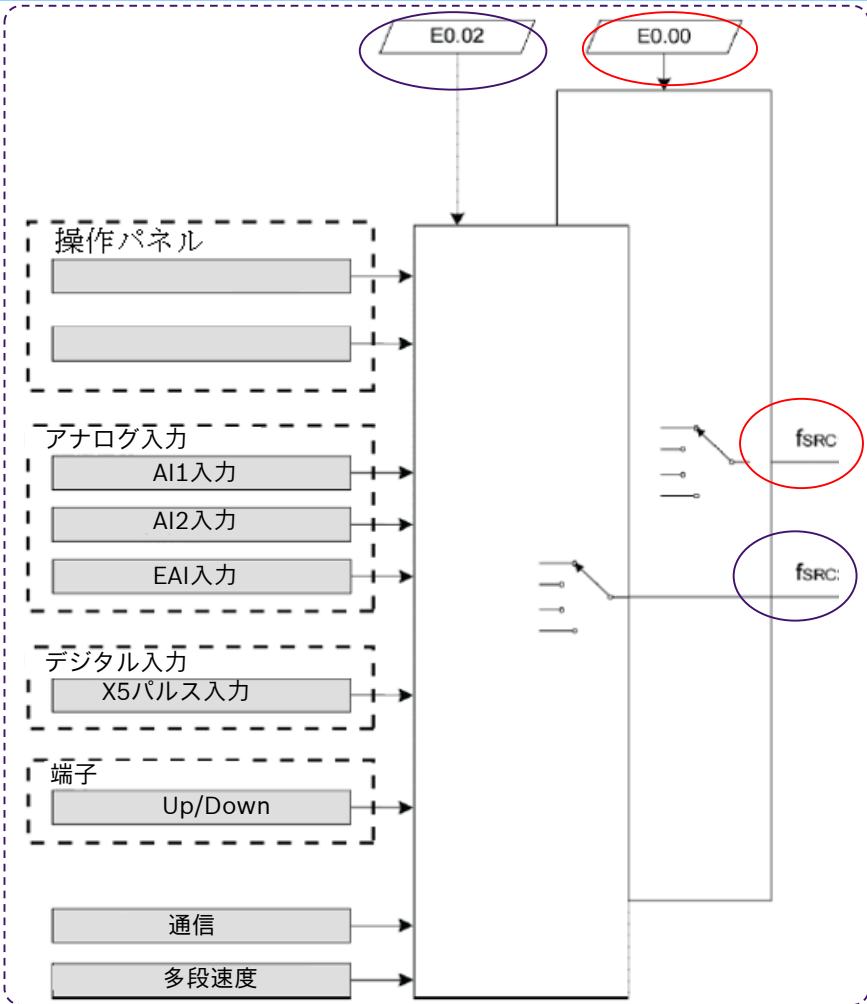 E0.02
E0.00
操作パネル
アナログ入力
AI1入力
AI2入力
EAI入力
fSRC
fSRC:
デジタル入力
X5パルス入力
端子
Up/Down
通信
多段速度